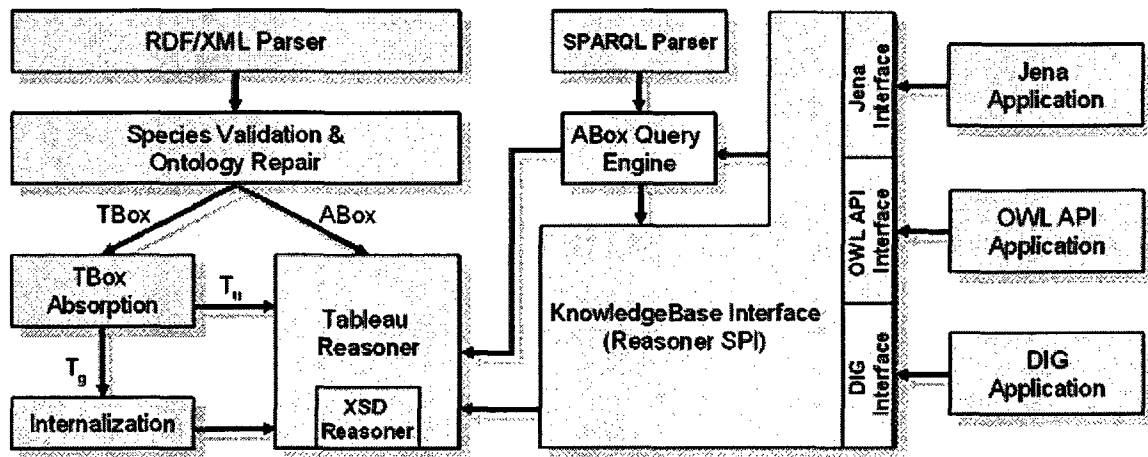 RDF/XML Parser
SPARQL Parser
Species Validation &
Ontology Repair
ABox Query
Engine
TBox
ABox
TBox
Absorption
Tu
Tg
Internalization
Tableau
Reasoner
XSD
Reasoner
KnowledgeBase Interface
(Reasoner SPI)
Jena
Interface
OWL API
Interface
DIG
Interface
Jena
Application
OWL API
Application
DIG
Application